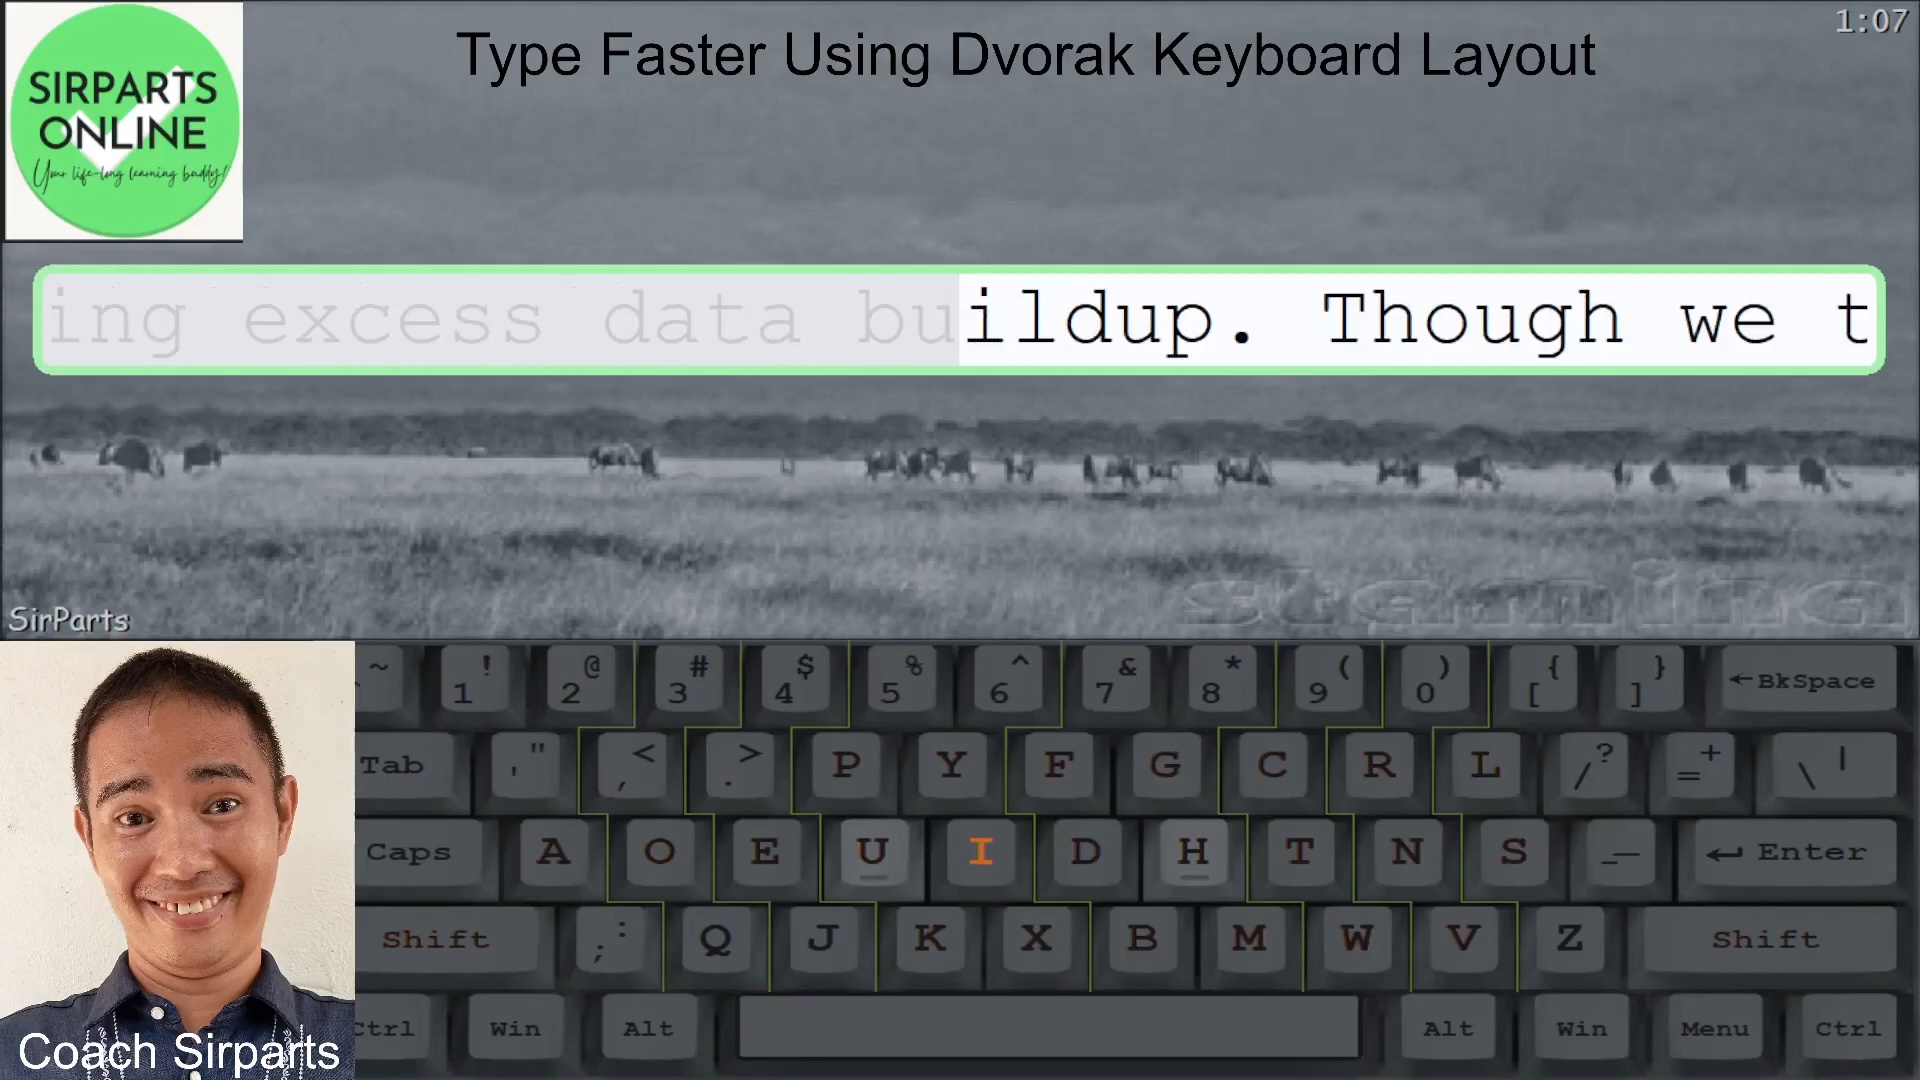 SIRPARTS
ONLINE
Your life-long learning buddy!
Type Faster Using Dvorak Keyboard Layout
1:07
ing excess data buildup. Though we t
SirParts
stamina
Coach Sirparts
~ ` ! 1 @ 2 # 3 $ 4 % 5 ^ 6 & 7 * 8 ( 9 ) 0 { [ } ] ←BkSpace
Tab " ' < , > . P Y F G C R L ? / + = | \
Caps A O E U I D H T N S _ - Enter
Shift : ; Q J K X B M W V Z Shift
Ctrl Win Alt Alt Win Menu Ctrl